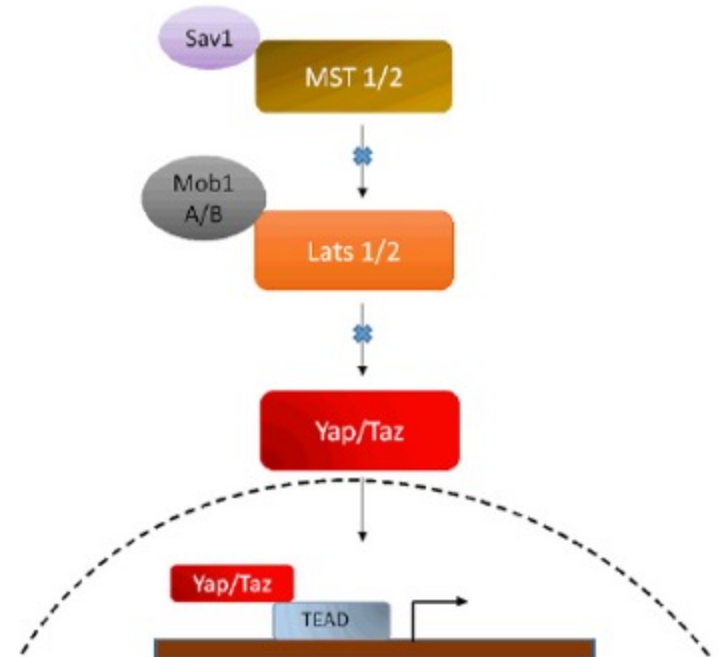 Sav1
MST 1/2
Mob1
A/B
Lats 1/2
Yap/Taz
Yap/Taz
TEAD